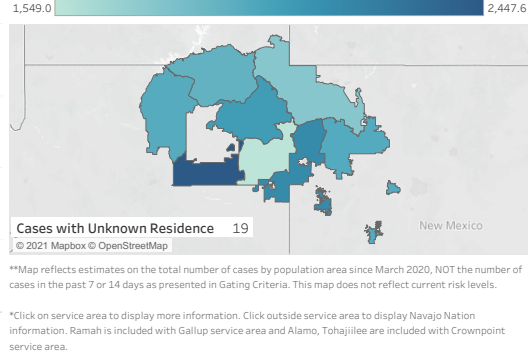 1,549.0 2,447.6
New Mexico
Cases with Unknown Residence 19
© 2021 Mapbox © OpenStreetMap
**Map reflects estimates on the total number of cases by population area since March 2020, NOT the number of
cases in the past 7 or 14 days as presented in Gating Criteria. This map does not reflect current risk levels.
*Click on service area to display more information. Click outside service area to display Navajo Nation
information. Ramah is included with Gallup service area and Alamo, Tohajiilee are included with Crownpoint
service area.